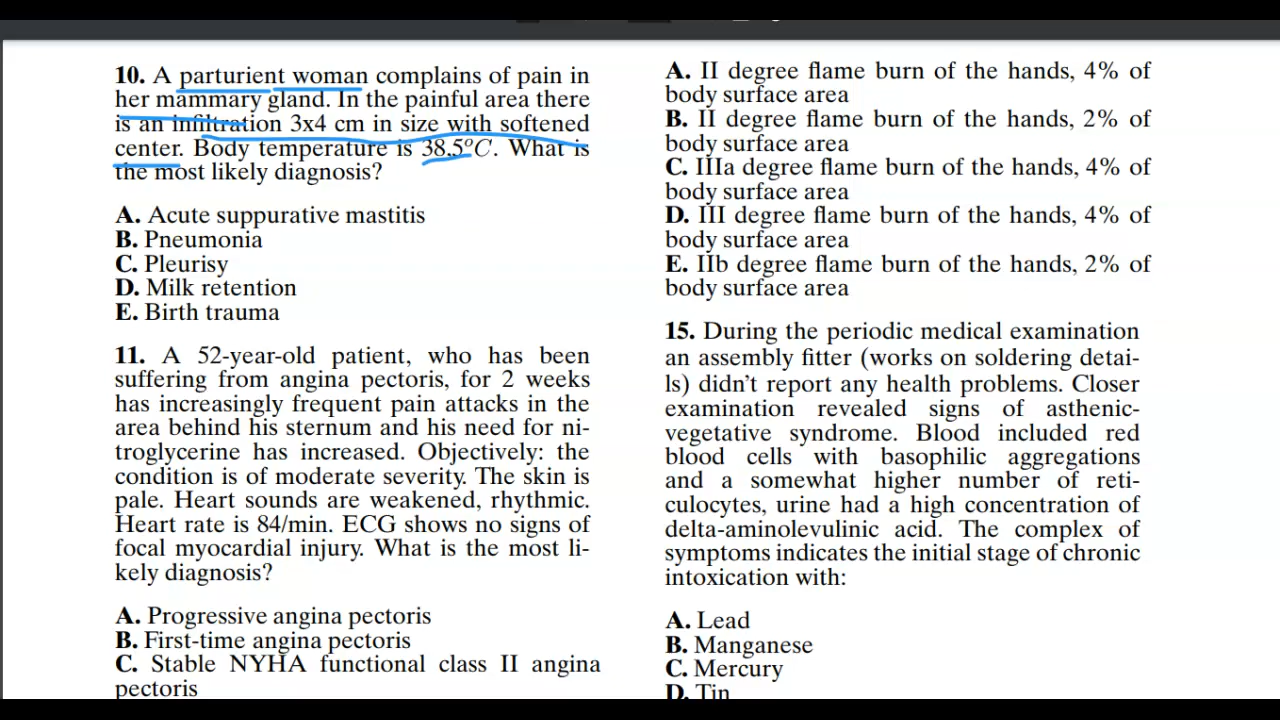 10. A parturient woman complains of pain in
her mammary gland. In the painful area there
is an infiltration 3x4 cm in size with softened
center. Body temperature is 38,5°C. What is
the most likely diagnosis?
A. Acute suppurative mastitis
B. Pneumonia
C. Pleurisy
D. Milk retention
E. Birth trauma
11. A 52-year-old patient, who has been
suffering from angina pectoris, for 2 weeks
has increasingly frequent pain attacks in the
area behind his sternum and his need for ni-
troglycerine has increased. Objectively: the
condition is of moderate severity. The skin is
pale. Heart sounds are weakened, rhythmic.
Heart rate is 84/min. ECG shows no signs of
focal myocardial injury. What is the most li-
kely diagnosis?
A. Progressive angina pectoris
B. First-time angina pectoris
C. Stable NYHA functional class II angina
pectoris
A. II degree flame burn of the hands, 4% of
body surface area
B. II degree flame burn of the hands, 2% of
body surface area
C. IIIa degree flame burn of the hands, 4% of
body surface area
D. III degree flame burn of the hands, 4% of
body surface area
E. IIb degree flame burn of the hands, 2% of
body surface area
15. During the periodic medical examination
an assembly fitter (works on soldering detai-
ls) didn't report any health problems. Closer
examination revealed signs of asthenic-
vegetative syndrome. Blood included red
blood cells with basophilic aggregations
and a somewhat higher number of reti-
culocytes, urine had a high concentration of
delta-aminolevulinic acid. The complex of
symptoms indicates the initial stage of chronic
intoxication with:
A. Lead
B. Manganese
C. Mercury
D. Tin